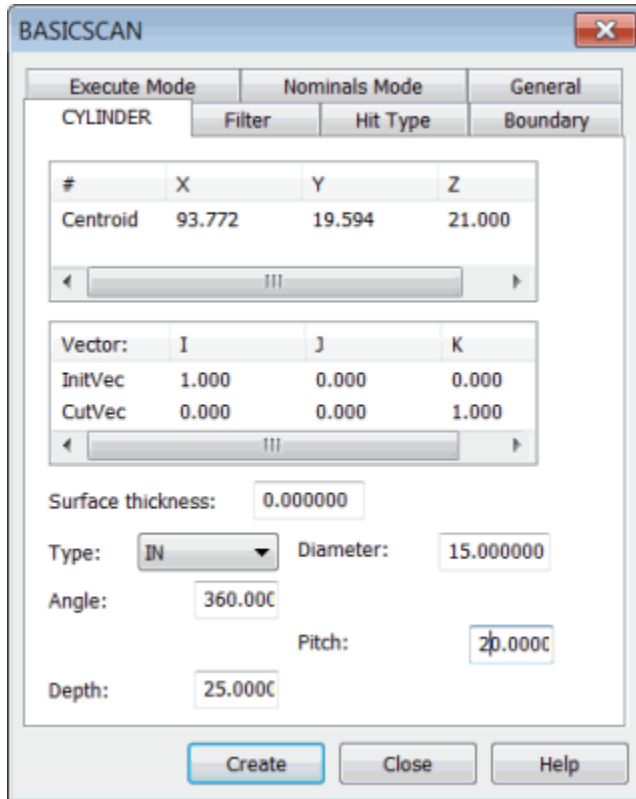 BASICSCAN
Execute Mode Nominals Mode General
CYLINDER Filter Hit Type Boundary
# X Y Z
Centroid 93.772 19.594 21.000
Vector: I J K
InitVec 1.000 0.000 0.000
CutVec 0.000 0.000 1.000
Surface thickness: 0.000000
Type: IN Diameter: 15.000000
Angle: 360.000
Pitch: 20.0000
Depth: 25.0000
Create Close Help